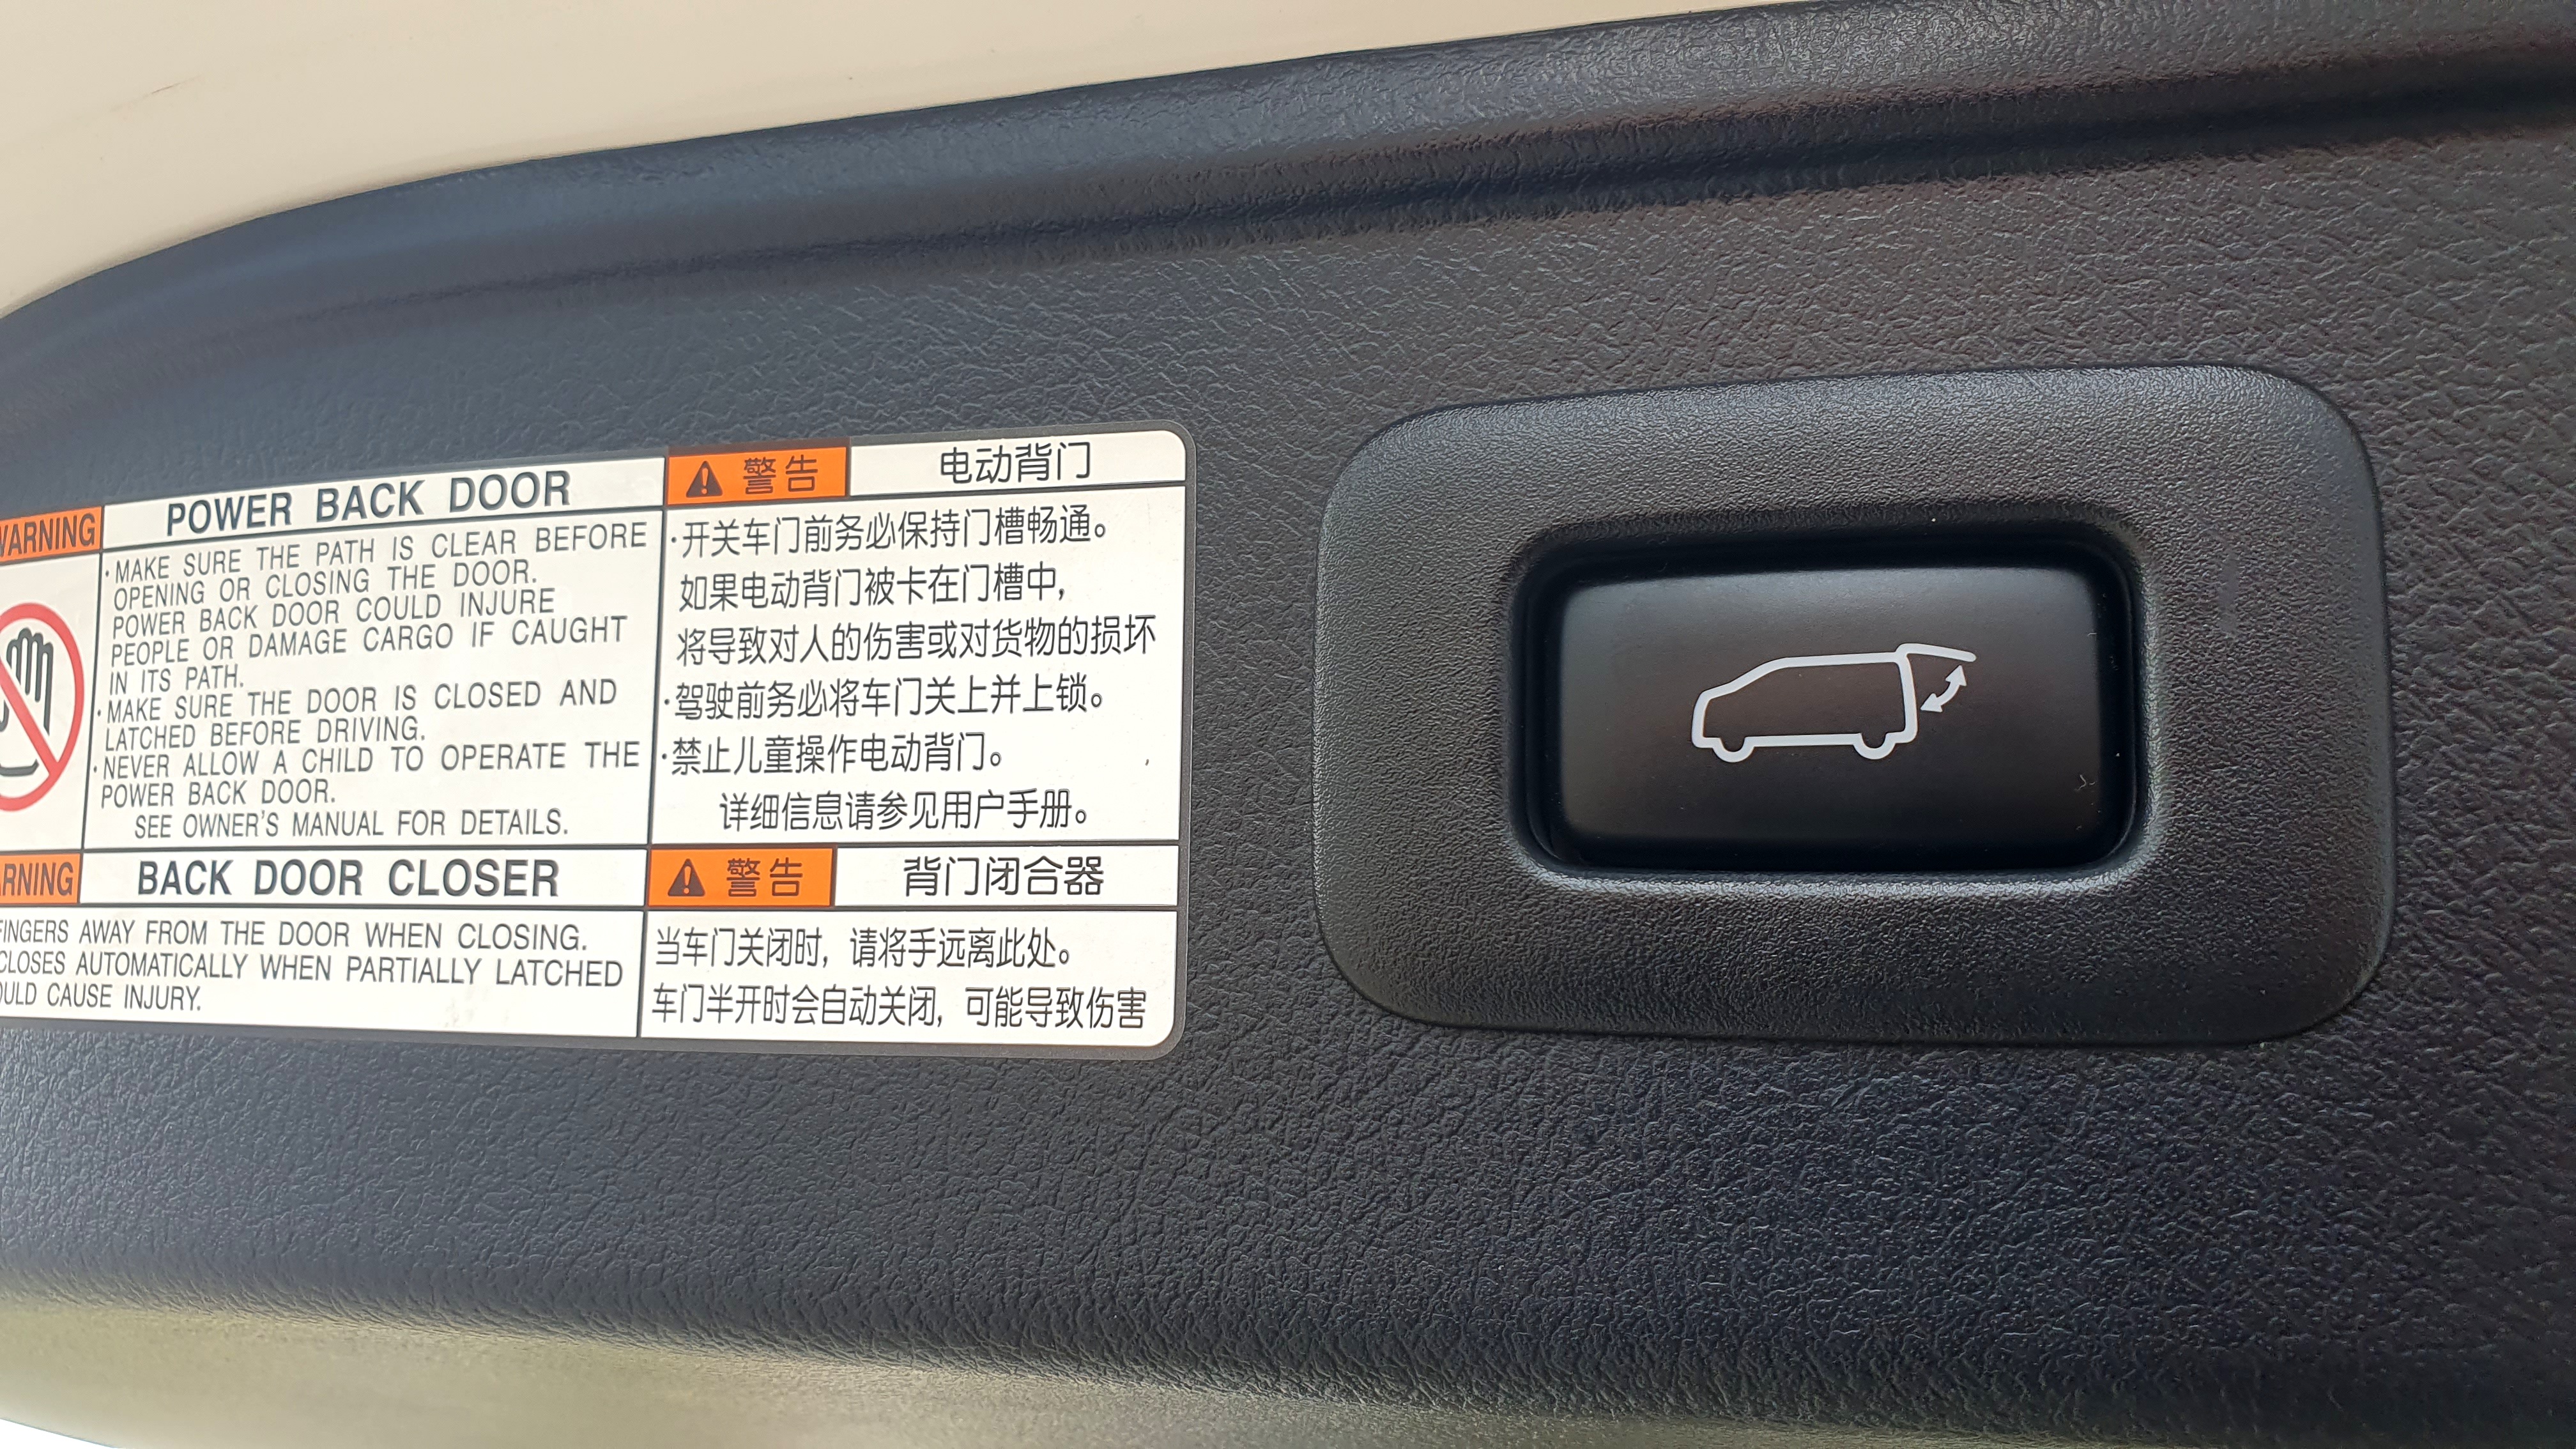 WARNING
POWER BACK DOOR
·MAKE SURE THE PATH IS CLEAR BEFORE
OPENING OR CLOSING THE DOOR.
POWER BACK DOOR COULD INJURE
PEOPLE OR DAMAGE CARGO IF CAUGHT
IN ITS PATH.
·MAKE SURE THE DOOR IS CLOSED AND
LATCHED BEFORE DRIVING.
·NEVER ALLOW A CHILD TO OPERATE THE
POWER BACK DOOR.
SEE OWNER'S MANUAL FOR DETAILS.
警告
电动背门
·开关车门前务必保持门槽畅通。
如果电动背门被卡在门槽中,
将导致对人的伤害或对货物的损坏
·驾驶前务必将车门关上并上锁。
·禁止儿童操作电动背门。
详细信息请参见用户手册。
ARNING
BACK DOOR CLOSER
FINGERS AWAY FROM THE DOOR WHEN CLOSING.
CLOSES AUTOMATICALLY WHEN PARTIALLY LATCHED
OULD CAUSE INJURY.
警告
背门闭合器
当车门关闭时, 请将手远离此处。
车门半开时会自动关闭, 可能导致伤害